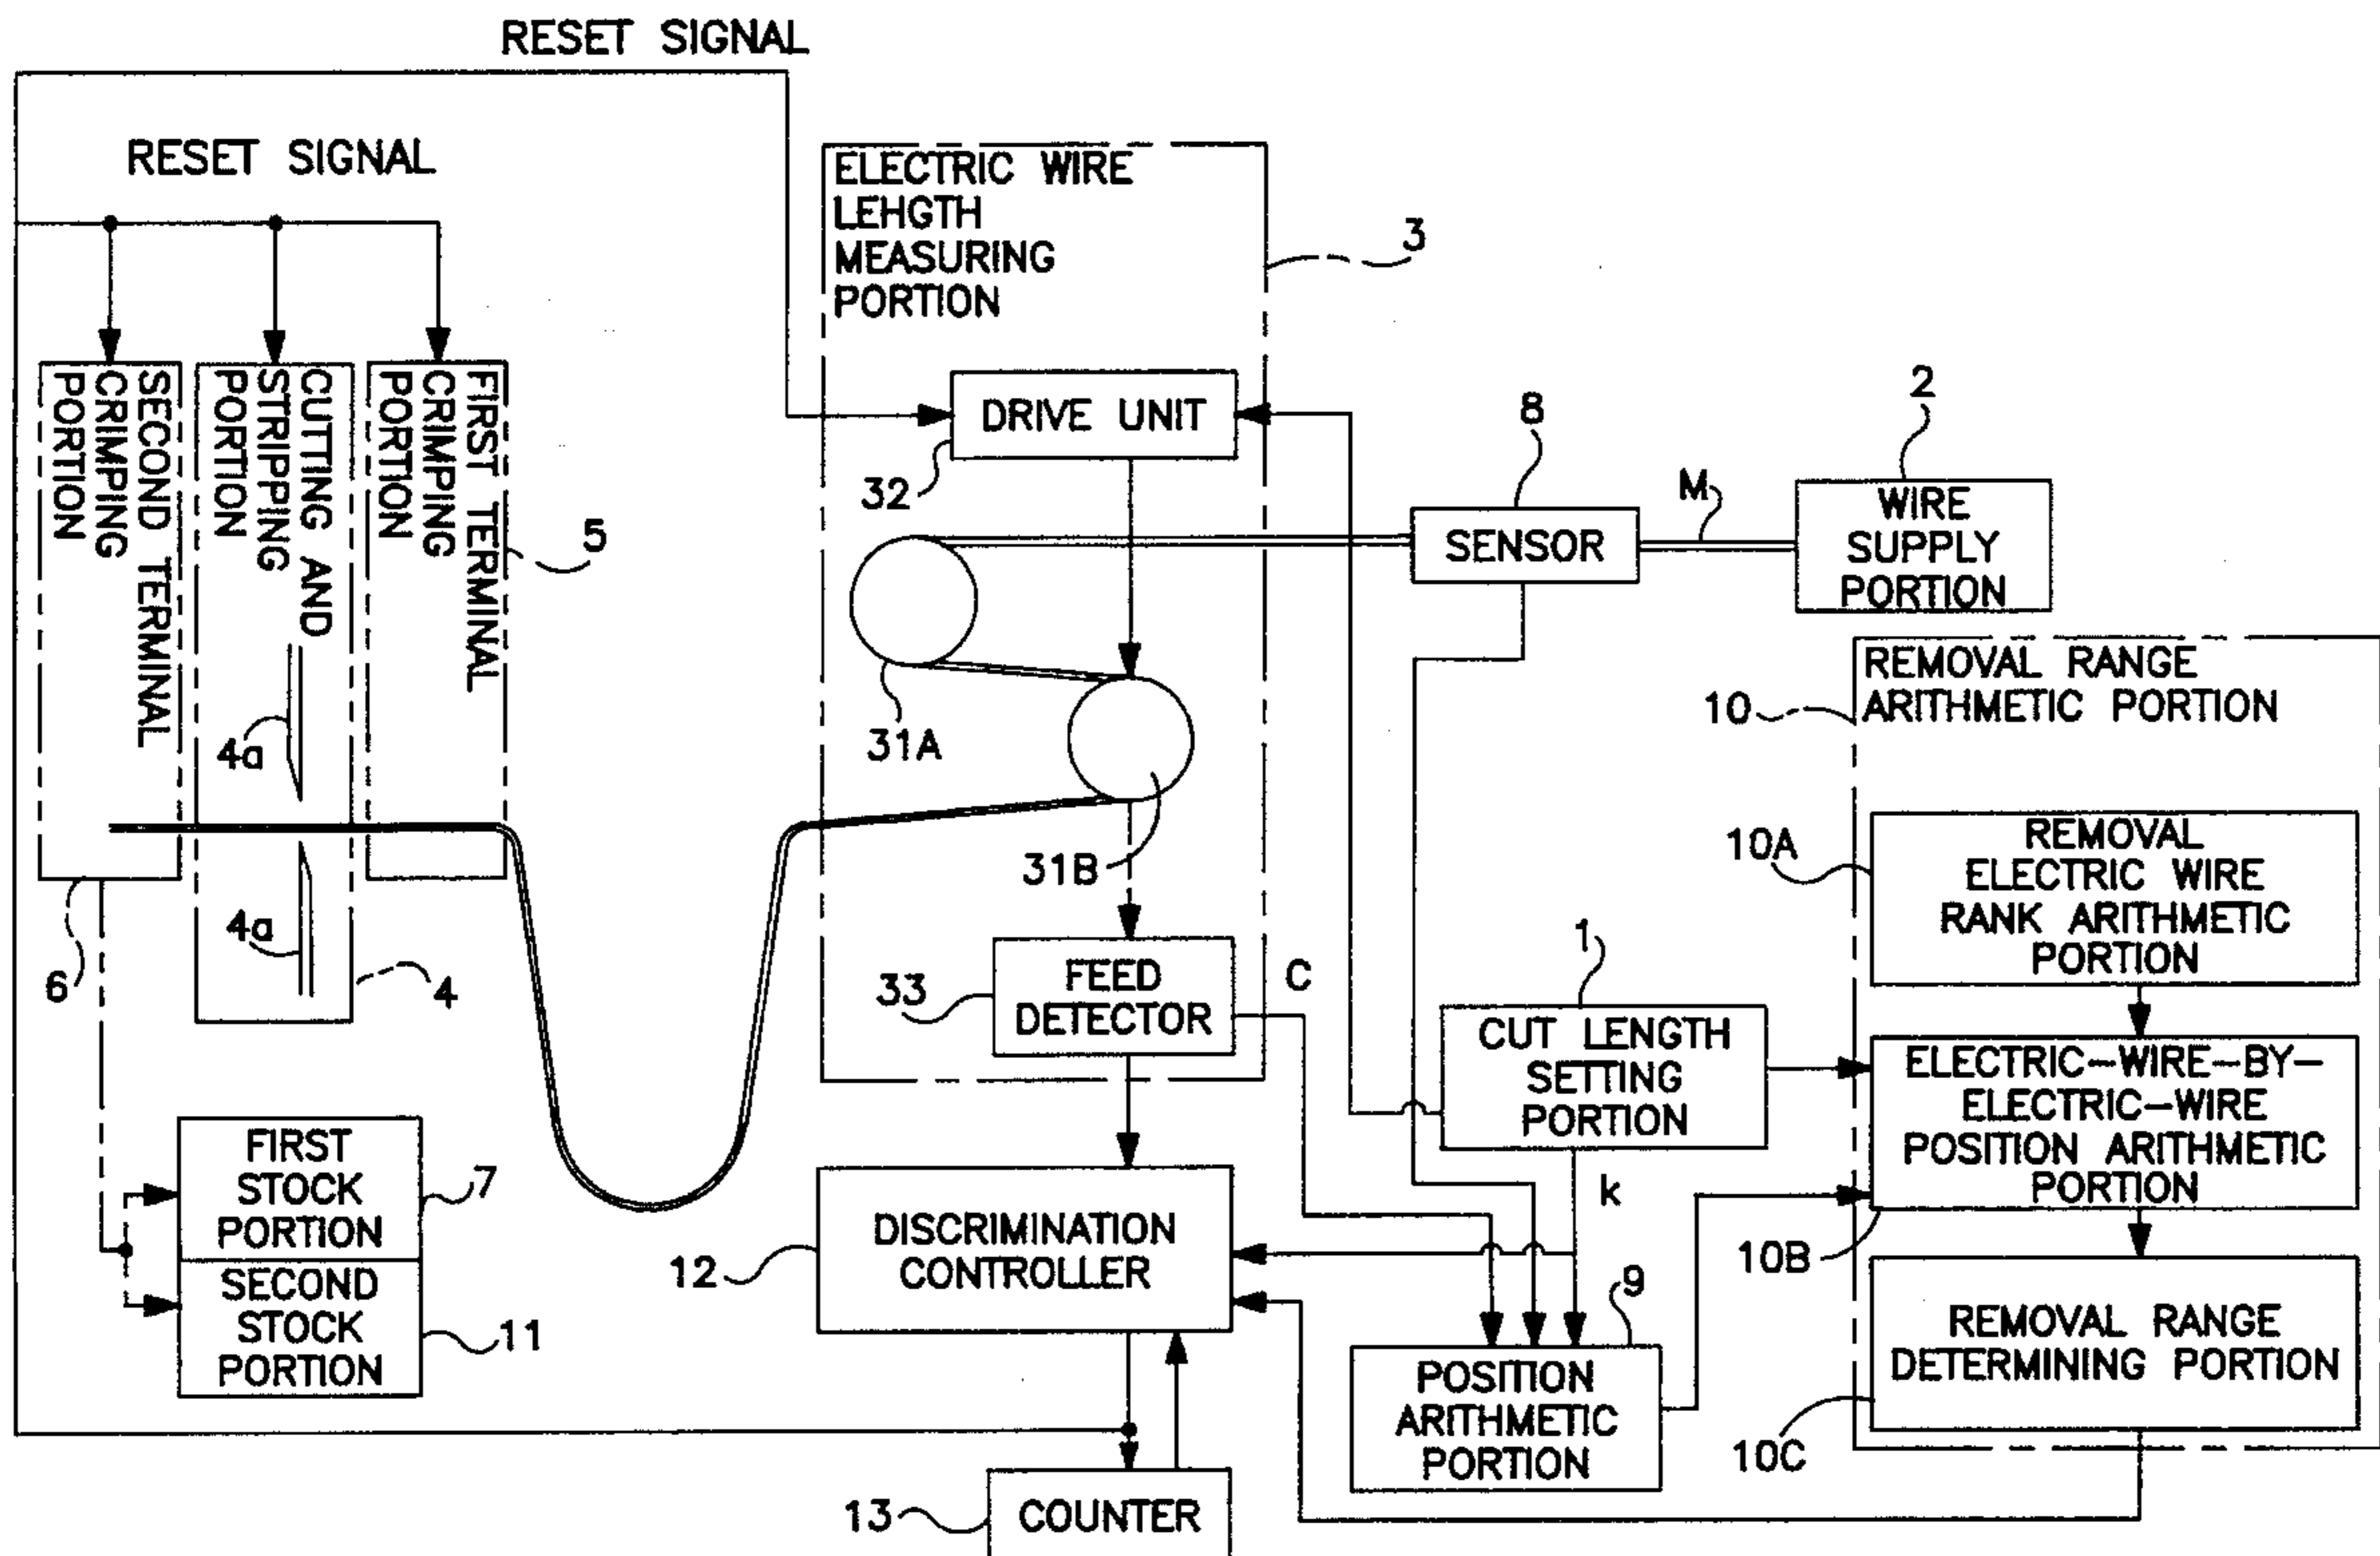 RESET SIGNAL
RESET SIGNAL
ELECTRIC WIRE
LEHGTH
MEASURING
PORTION
3
SECOND TERMINAL
CRIMPING
PORTION
CUTTING AND
STRIPPING
PORTION
FIRST TERMINAL
CRIMPING
PORTION
5
DRIVE UNIT
32
8
SENSOR
M
2
WIRE
SUPPLY
PORTION
31A
31B
4a
4a
6
4
REMOVAL RANGE
ARITHMETIC PORTION
10
10A
REMOVAL
ELECTRIC WIRE
RANK ARITHMETIC
PORTION
33
FEED
DETECTOR
C
1
CUT LENGTH
SETTING
PORTION
k
ELECTRIC-WIRE-BY-
ELECTRIC-WIRE
POSITION ARITHMETIC
PORTION
10B
FIRST
STOCK
PORTION
7
SECOND
STOCK
PORTION
11
12
DISCRIMINATION
CONTROLLER
9
POSITION
ARITHMETIC
PORTION
REMOVAL RANGE
DETERMINING PORTION
10C
13
COUNTER